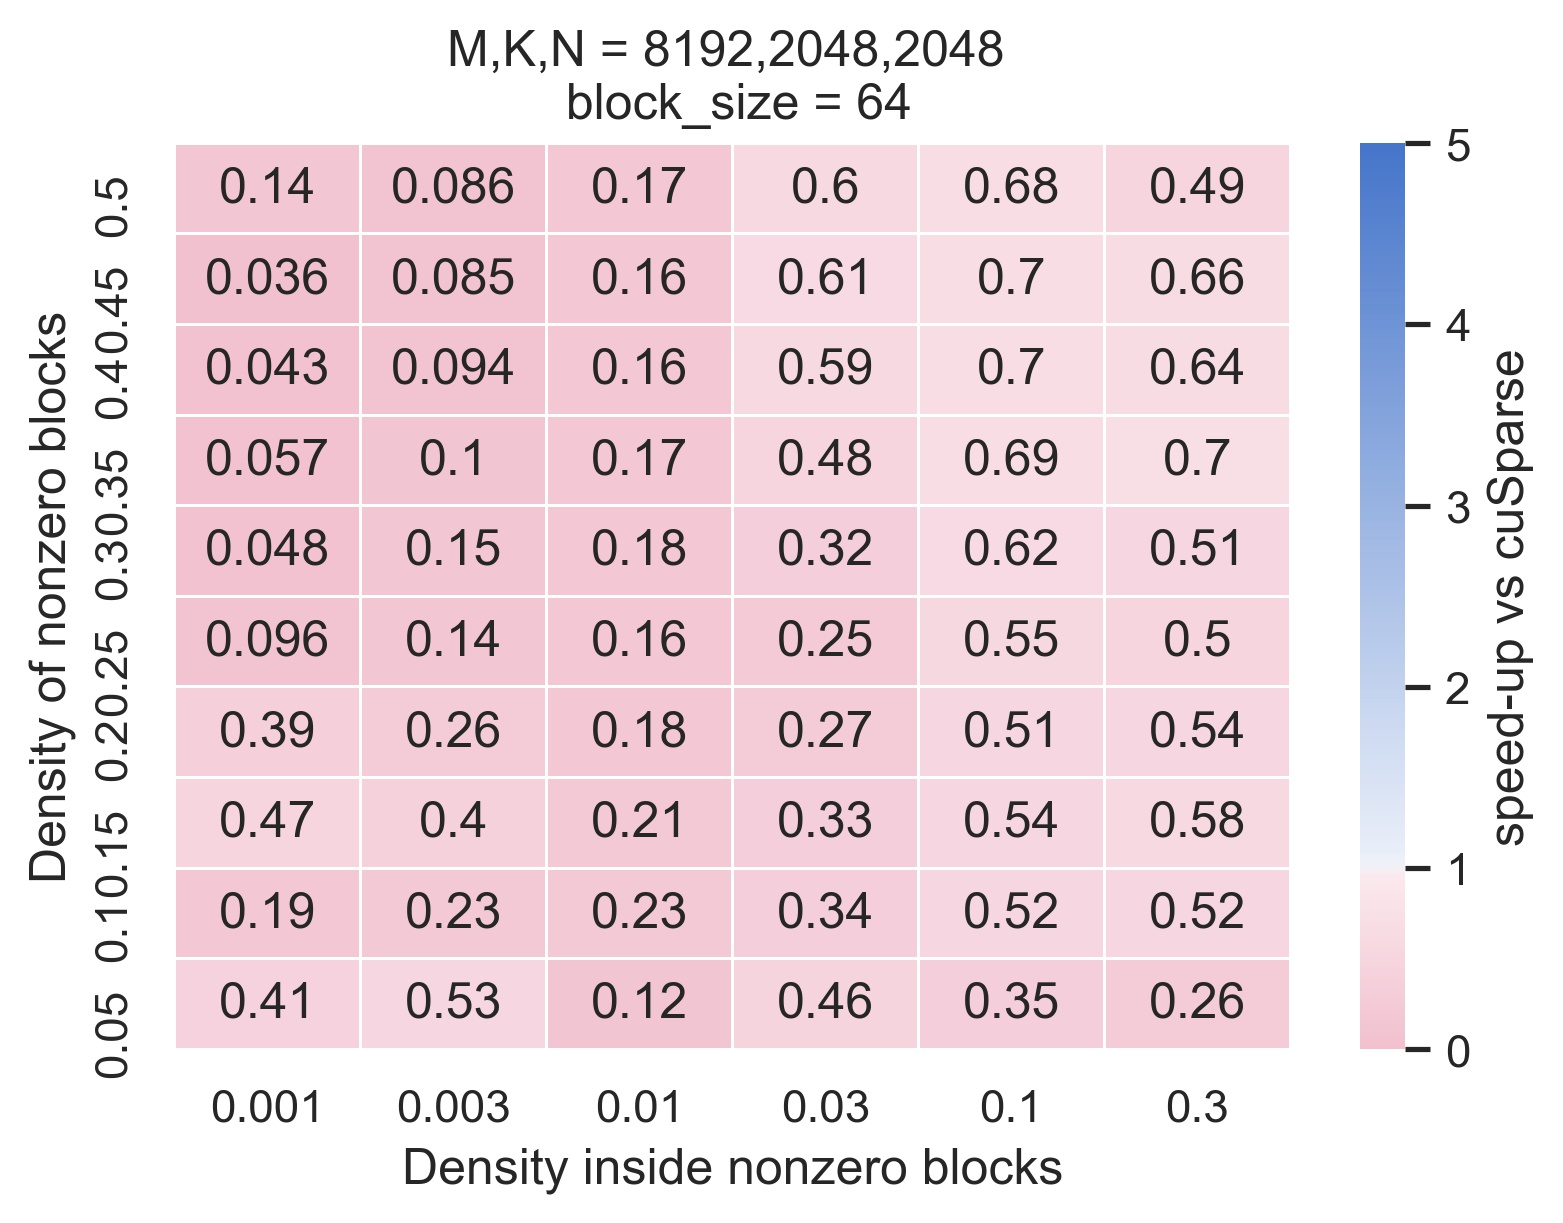 M,K,N = 8192,2048,2048
block_size = 64
Density of nonzero blocks
0.5 0.14 0.086 0.17 0.6 0.68 0.49
0.45 0.036 0.085 0.16 0.61 0.7 0.66
0.4 0.043 0.094 0.16 0.59 0.7 0.64
0.35 0.057 0.1 0.17 0.48 0.69 0.7
0.3 0.048 0.15 0.18 0.32 0.62 0.51
0.25 0.096 0.14 0.16 0.25 0.55 0.5
0.2 0.39 0.26 0.18 0.27 0.51 0.54
0.15 0.47 0.4 0.21 0.33 0.54 0.58
0.1 0.19 0.23 0.23 0.34 0.52 0.52
0.05 0.41 0.53 0.12 0.46 0.35 0.26
0.001 0.003 0.01 0.03 0.1 0.3
Density inside nonzero blocks
5
4
3
2
1
0
speed-up vs cuSparse